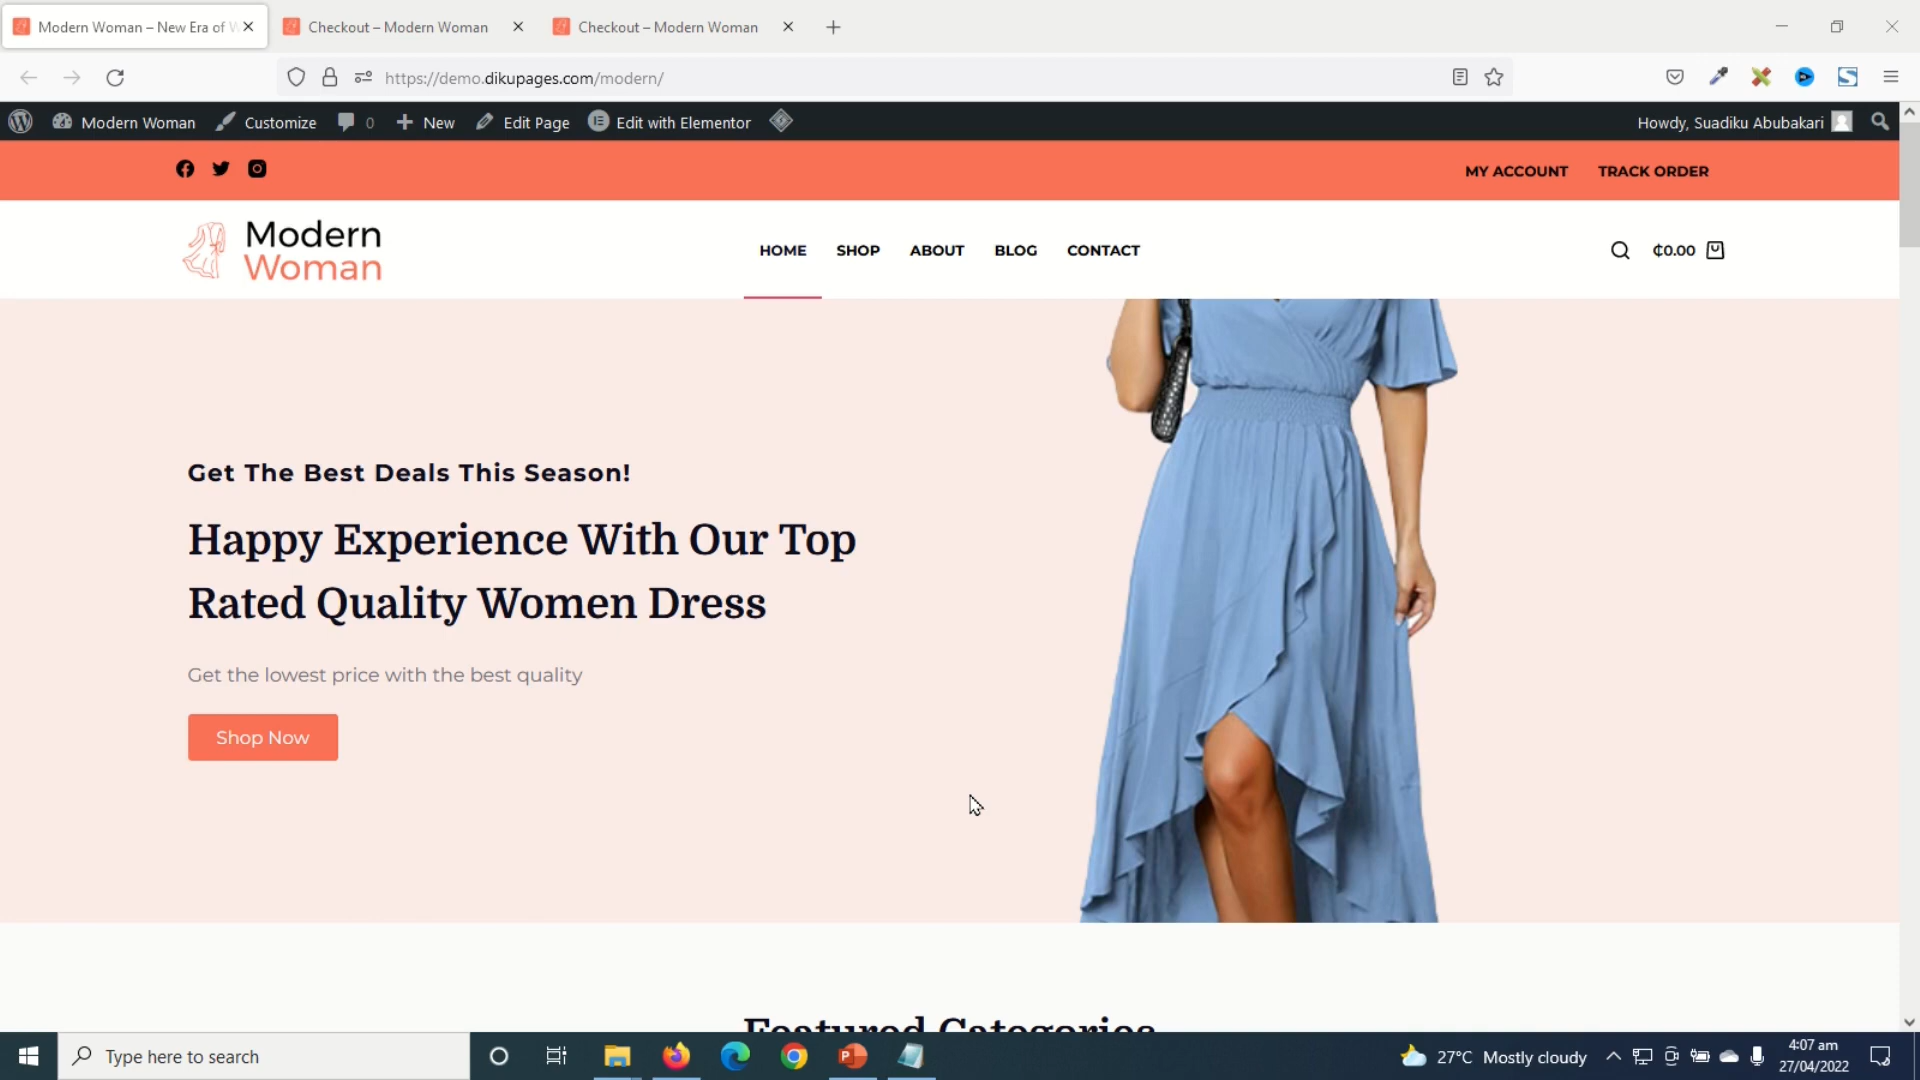 Modern Woman – New Era of W
Checkout – Modern Woman
Checkout – Modern Woman
https://demo.dikupages.com/modern/
Modern Woman
Customize
0
New
Edit Page
Edit with Elementor
Howdy, Suadiku Abubakari
MY ACCOUNT
TRACK ORDER
Modern
Woman
HOME
SHOP
ABOUT
BLOG
CONTACT
₵0.00
Get The Best Deals This Season!
Happy Experience With Our Top
Rated Quality Women Dress
Get the lowest price with the best quality
Shop Now
Featured Categories
Type here to search
27°C Mostly cloudy
4:07 am
27/04/2022